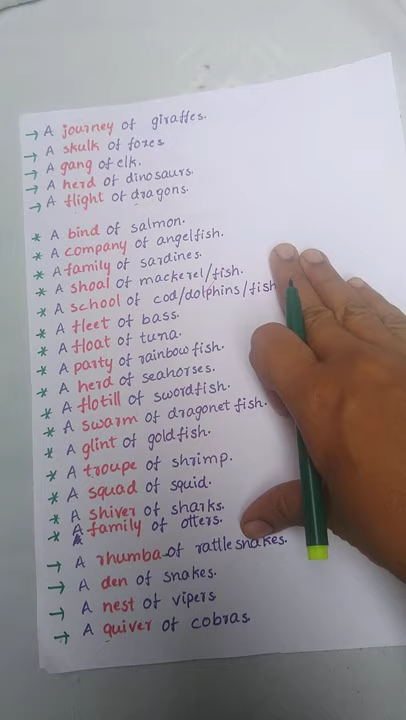 → A journey of giraffes.
→ A skulk of foxes
→ A gang of elk.
→ A herd of dinosaurs.
→ A flight of dragons.
* A bind of salmon.
* A company of angelfish.
* A family of sardines.
* A shoal of mackerel/fish.
* A school of cod/dolphins/fish
* A fleet of bass.
* A float of tuna.
* A party of rainbow fish.
* A herd of seahorses.
* A flotill of swordfish.
* A swarm of dragonet fish.
* A glint of goldfish.
* A troupe of shrimp.
* A squad of squid.
* A shiver of sharks.
* A family of otters.
→ A rhumba of rattle snakes.
→ A den of snakes.
→ A nest of vipers
→ A quiver of cobras.